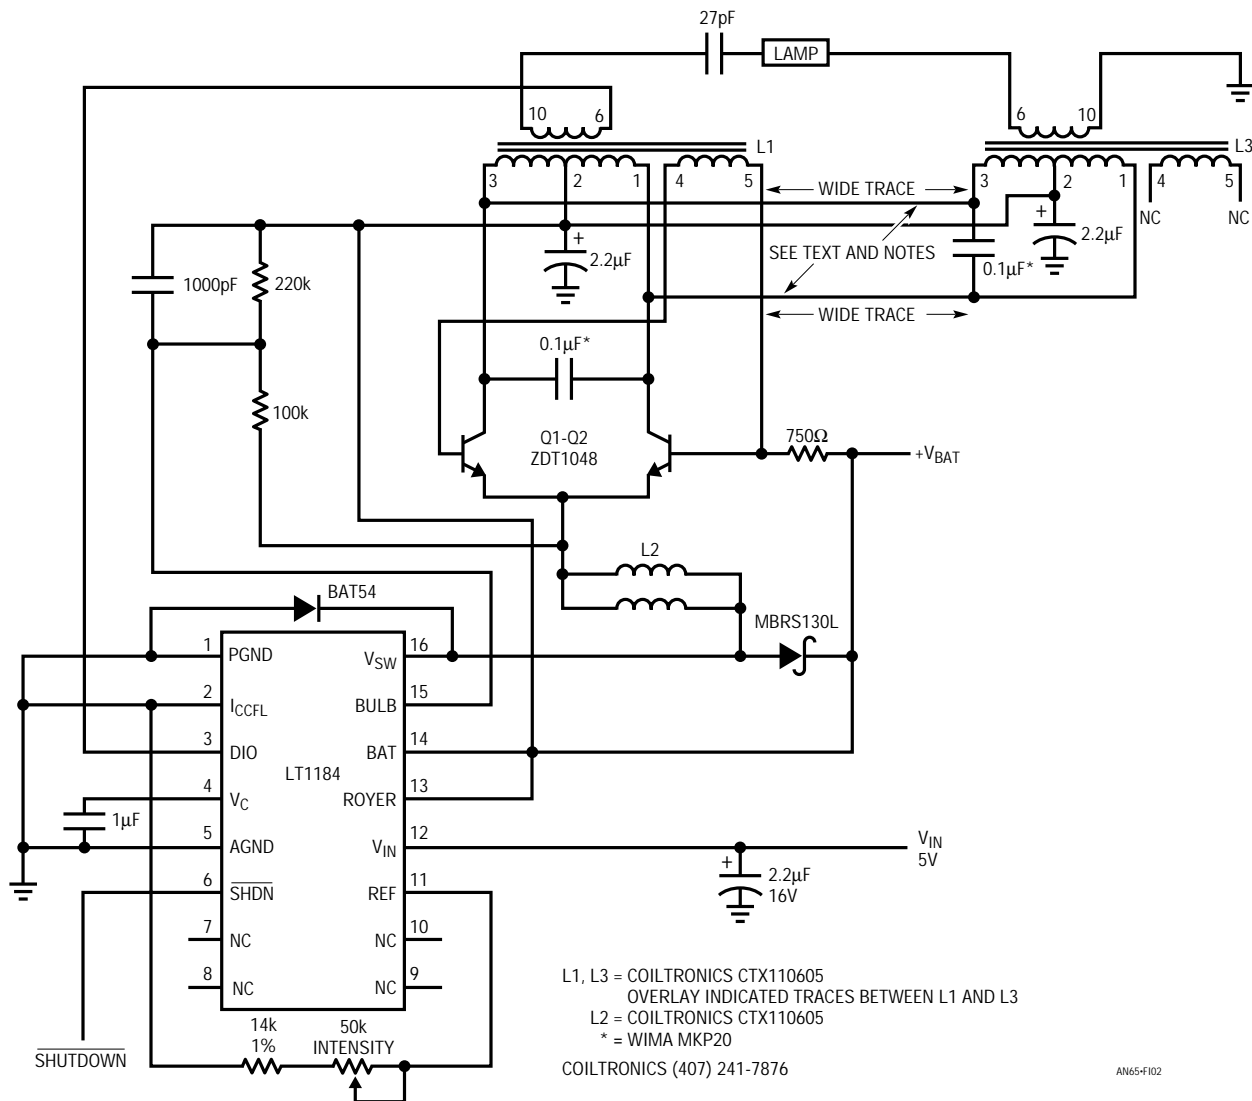 27pF
LAMP
10
6
6
10
L1
L3
3
2
1
4
5
WIDE TRACE
3
2
1
4
5
NC
NC
+
2.2µF
SEE TEXT AND NOTES
+
2.2µF
0.1µF*
1000pF
220k
WIDE TRACE
0.1µF*
100k
Q1-Q2
ZDT1048
750Ω
+VBAT
L2
BAT54
MBRS130L
1
PGND
VSW
16
2
ICCFL
BULB
15
3
DIO
BAT
14
LT1184
4
VC
ROYER
13
1µF
5
AGND
VIN
12
VIN
5V
6
SHDN
REF
11
+
2.2µF
16V
7
NC
NC
10
8
NC
NC
9
L1, L3 = COILTRONICS CTX110605
OVERLAY INDICATED TRACES BETWEEN L1 AND L3
L2 = COILTRONICS CTX110605
* = WIMA MKP20
COILTRONICS (407) 241-7876
14k
1%
50k
INTENSITY
SHUTDOWN
AN65•FI02